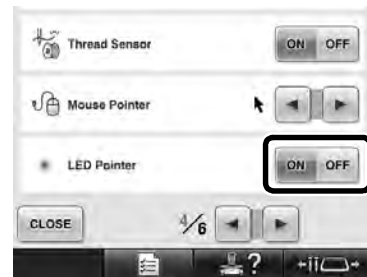 Thread Sensor ON OFF
Mouse Pointer
LED Pointer ON OFF
CLOSE 4/6
?